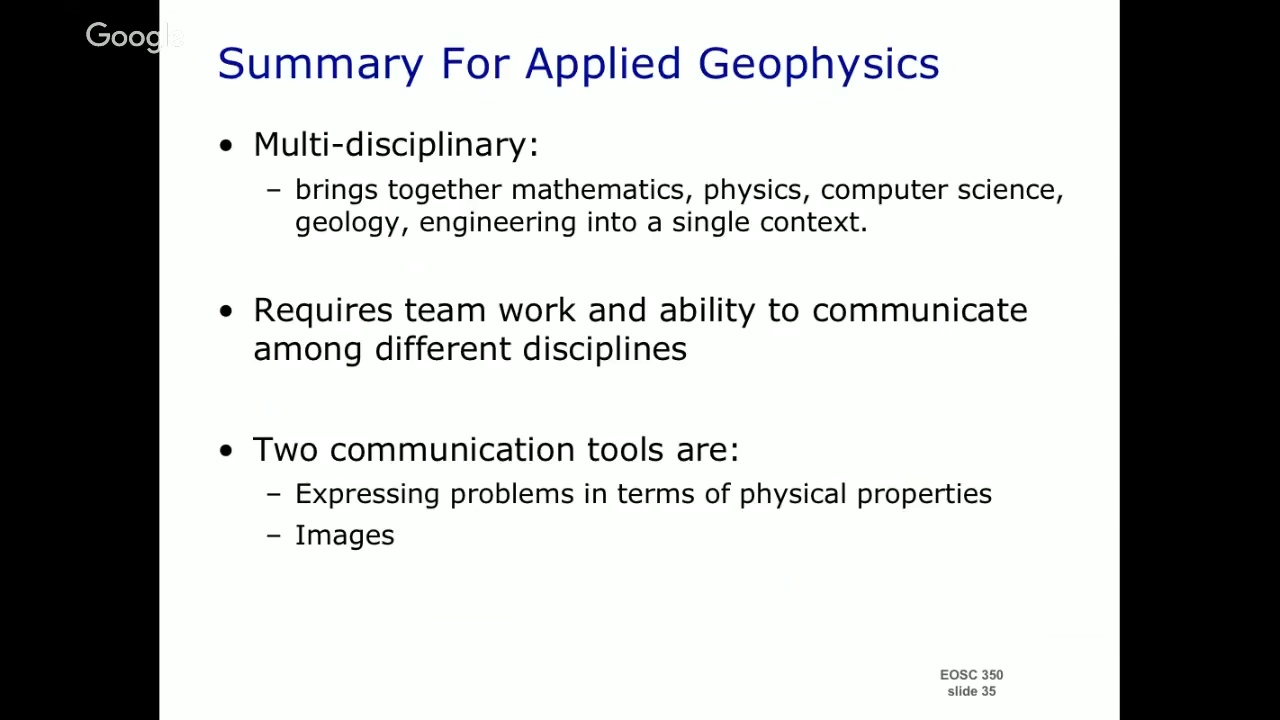 Google
Summary For Applied Geophysics
• Multi-disciplinary:
– brings together mathematics, physics, computer science,
geology, engineering into a single context.
• Requires team work and ability to communicate
among different disciplines
• Two communication tools are:
– Expressing problems in terms of physical properties
– Images
EOSC 350
slide 35